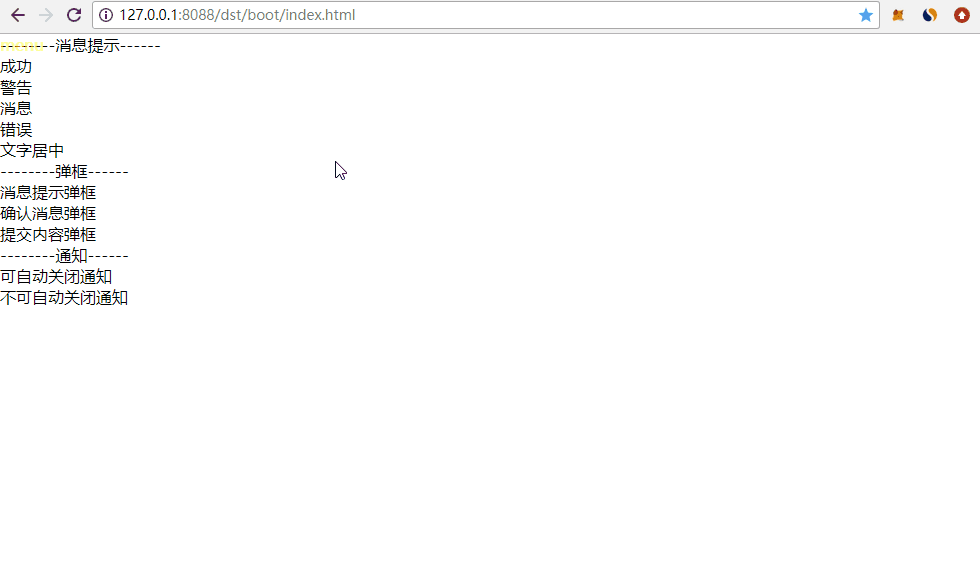 127.0.0.1:8088/dst/boot/index.html
menu--消息提示------
成功
警告
消息
错误
文字居中
--------弹框------
消息提示弹框
确认消息弹框
提交内容弹框
--------通知------
可自动关闭通知
不可自动关闭通知